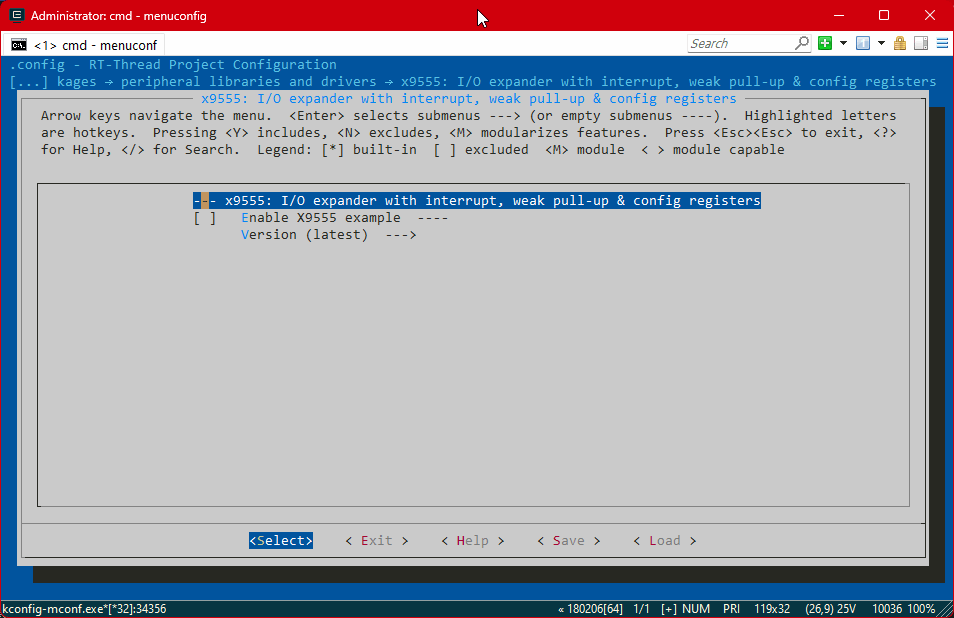 Administrator: cmd - menuconfig
<1> cmd - menuconf
Search
.config - RT-Thread Project Configuration
[...] kages → peripheral libraries and drivers → x9555: I/O expander with interrupt, weak pull-up & config registers
x9555: I/O expander with interrupt, weak pull-up & config registers
Arrow keys navigate the menu.  <Enter> selects submenus ---> (or empty submenus ----).  Highlighted letters
are hotkeys.  Pressing <Y> includes, <N> excludes, <M> modularizes features.  Press <Esc><Esc> to exit, <?>
for Help, </> for Search.  Legend: [*] built-in  [ ] excluded  <M> module  < > module capable
--- x9555: I/O expander with interrupt, weak pull-up & config registers
[ ]   Enable X9555 example  ----
Version (latest)  --->
<Select>    < Exit >    < Help >    < Save >    < Load >
kconfig-mconf.exe*[*32]:34356    « 180206[64]  1/1  [+] NUM  PRI  119x32  (26,9) 25V  10036 100%